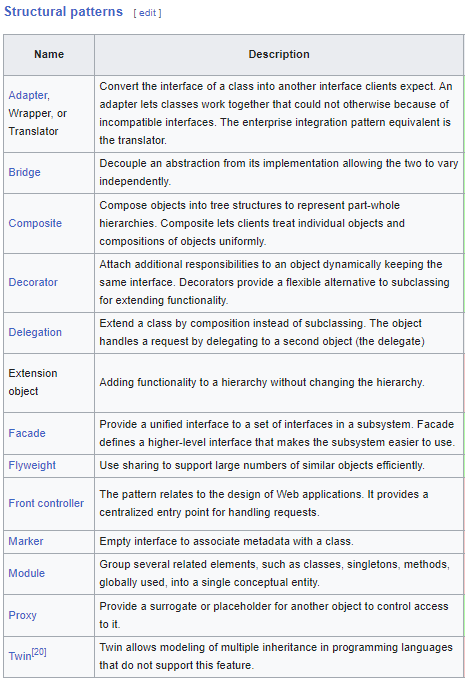 Structural patterns [ edit ]
Name Description
Adapter,
Wrapper, or
Translator
Convert the interface of a class into another interface clients expect. An
adapter lets classes work together that could not otherwise because of
incompatible interfaces. The enterprise integration pattern equivalent is
the translator.
Bridge
Decouple an abstraction from its implementation allowing the two to vary
independently.
Composite
Compose objects into tree structures to represent part-whole
hierarchies. Composite lets clients treat individual objects and
compositions of objects uniformly.
Decorator
Attach additional responsibilities to an object dynamically keeping the
same interface. Decorators provide a flexible alternative to subclassing
for extending functionality.
Delegation
Extend a class by composition instead of subclassing. The object
handles a request by delegating to a second object (the delegate)
Extension
object
Adding functionality to a hierarchy without changing the hierarchy.
Facade
Provide a unified interface to a set of interfaces in a subsystem. Facade
defines a higher-level interface that makes the subsystem easier to use.
Flyweight
Use sharing to support large numbers of similar objects efficiently.
Front controller
The pattern relates to the design of Web applications. It provides a
centralized entry point for handling requests.
Marker
Empty interface to associate metadata with a class.
Module
Group several related elements, such as classes, singletons, methods,
globally used, into a single conceptual entity.
Proxy
Provide a surrogate or placeholder for another object to control access
to it.
Twin[20]
Twin allows modeling of multiple inheritance in programming languages
that do not support this feature.